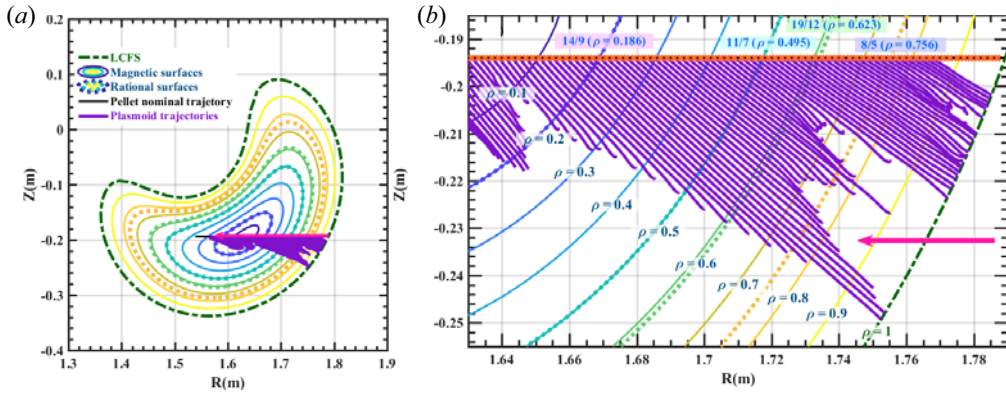 (a)
LCFS
Magnetic surfaces
Rational surfaces
Pellet nominal trajetory
Plasmoid trajectories
Z(m)
0.2
0.1
0
-0.1
-0.2
-0.3
0.4
1.3
1.4
1.5
1.6
1.7
1.8
1.9
R(m)
(b)
14/9 (ρ = 0.186)
11/7 (ρ = 0.495)
19/12 (ρ = 0.623)
8/5 (ρ = 0.756)
Z(m)
-0.19
-0.2
-0.21
-0.22
-0.23
-0.24
-0.25
ρ = 0.1
ρ = 0.2
ρ = 0.3
ρ = 0.4
ρ = 0.5
ρ = 0.6
ρ = 0.7
ρ = 0.8
ρ = 0.9
ρ = 1
1.64
1.66
1.68
1.7
1.72
1.74
1.76
1.78
R(m)